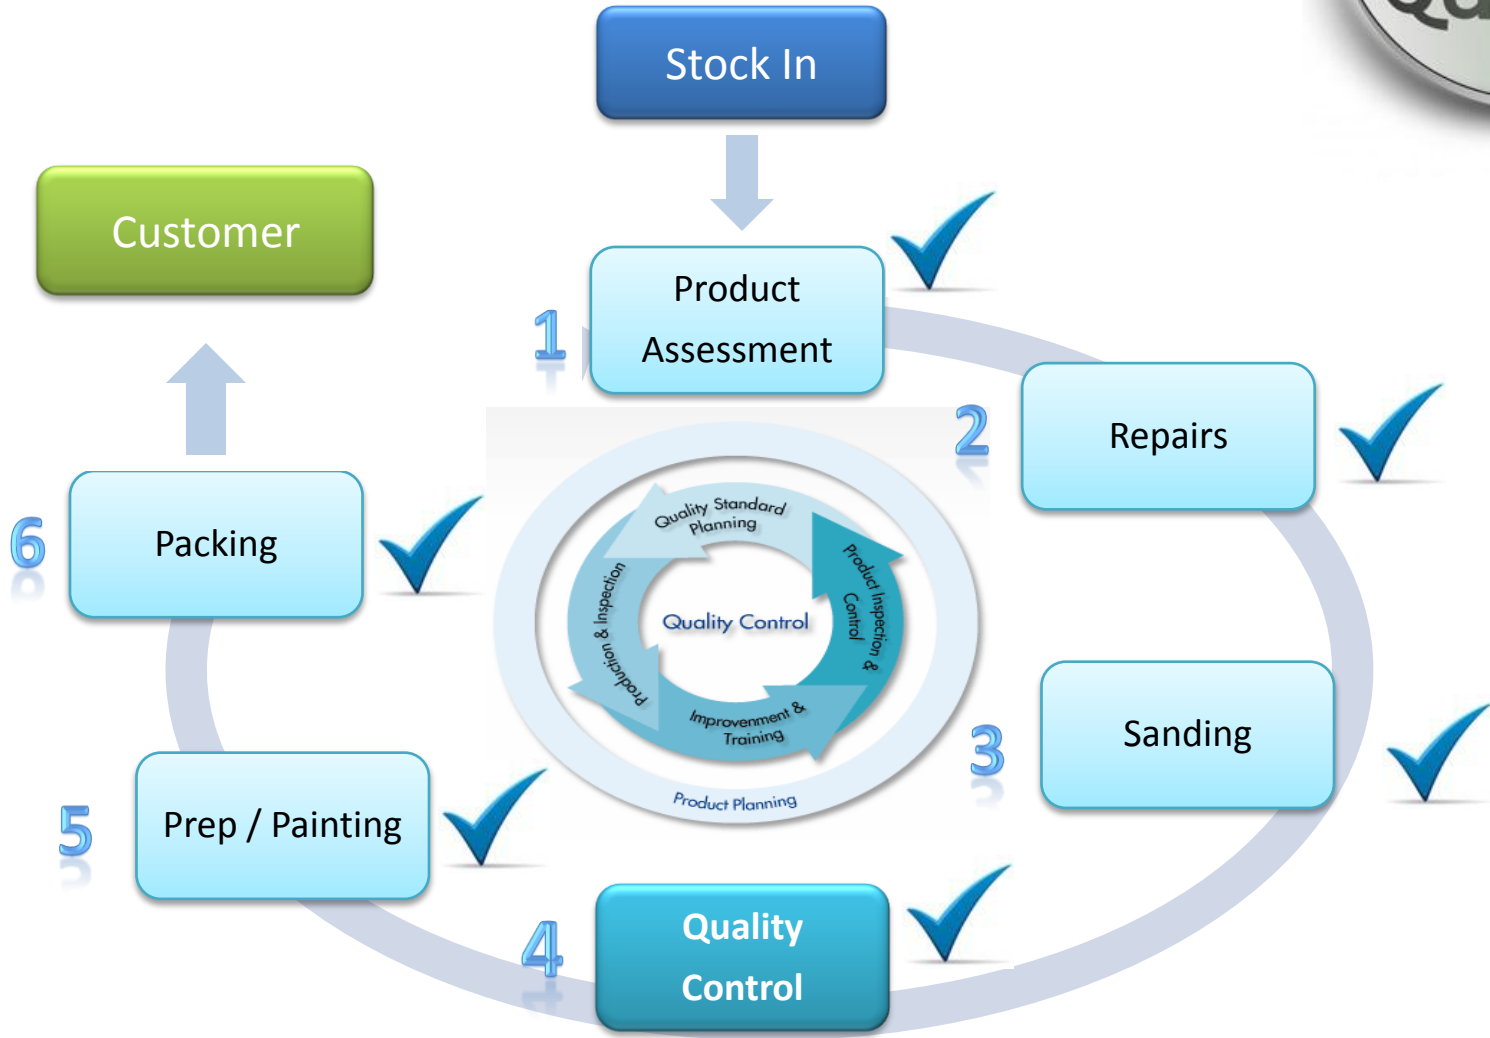 Stock In
Customer
1
Product
Assessment
2
Repairs
6
Packing
Quality Standard
Planning
Product Inspection &
Control
Production & Inspection
Quality Control
Improvenment &
Training
Product Planning
3
Sanding
5
Prep / Painting
4
Quality
Control